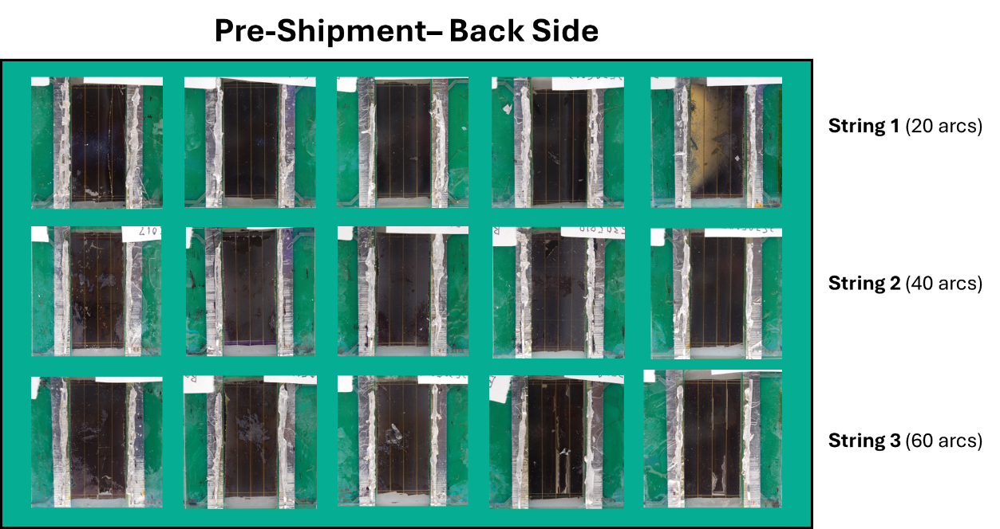 Pre-Shipment– Back Side
String 1 (20 arcs)
String 2 (40 arcs)
String 3 (60 arcs)